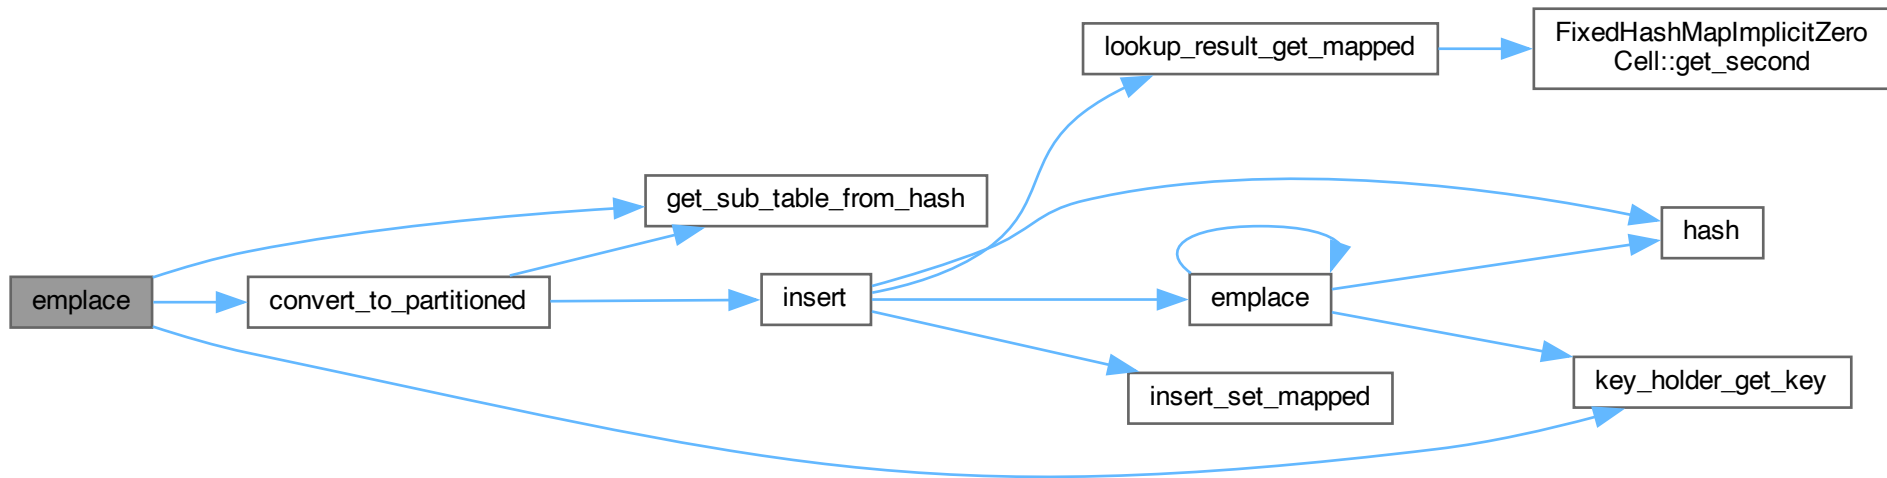 lookup_result_get_mapped
FixedHashMapImplicitZero
Cell::get_second
get_sub_table_from_hash
hash
emplace
convert_to_partitioned
insert
emplace
key_holder_get_key
insert_set_mapped